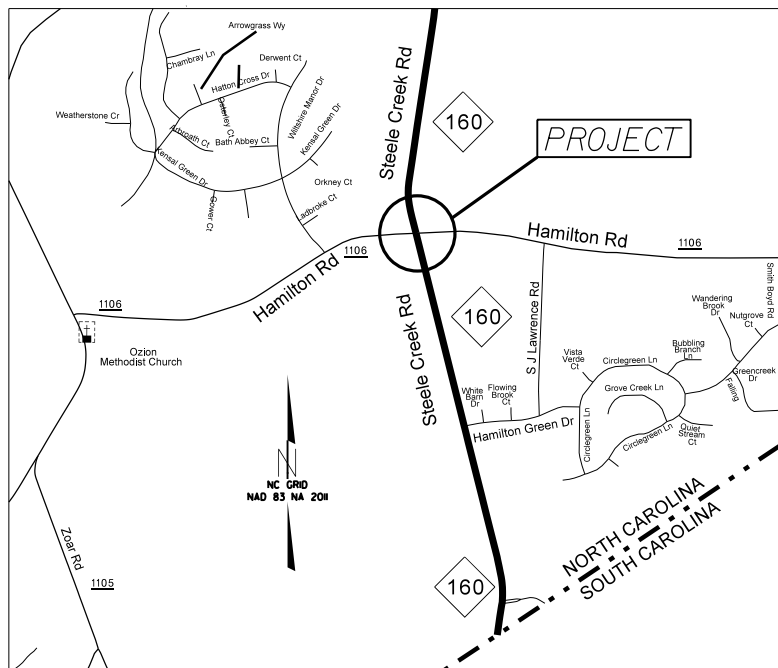 Arrowgrass Wy
Chambray Ln
Derwent Ct
Hatton Cross Dr
Weatherstone Cr
Arbroath Ct
Bath Abbey Ct
Wiltshire Manor Dr
Kensal Green Dr
Kensal Green Dr
Gower Ct
Orkney Ct
Ladbroke Ct
Steele Creek Rd
160
PROJECT
Hamilton Rd
1106
Hamilton Rd
1106
1106
Ozion
Methodist Church
Steele Creek Rd
160
S J Lawrence Rd
Smith Boyd Rd
Wandering
Brook
Dr
Nutgrove
Ct
Vista
Verde
Ct
Circlegreen Ln
Bubbling
Branch
Ln
Greencreek
Dr
Falling
Grove Creek Ln
White
Barn
Dr
Flowing
Brook
Ct
Hamilton Green Dr
Circlegreen Ln
Circlegreen Ln
Quiet
Stream
Ct
N
NC GRID
NAD 83 NA 2011
Zoar Rd
1105
160
NORTH CAROLINA
SOUTH CAROLINA